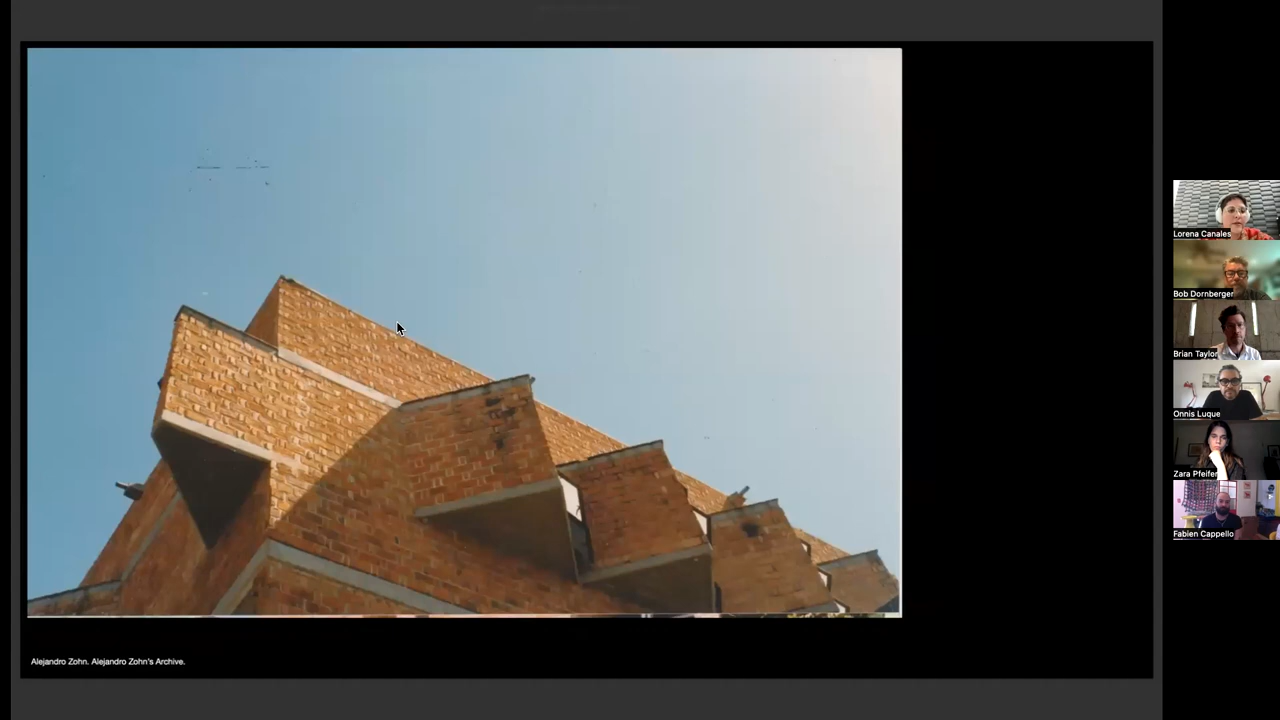 Alejandro Zohn. Alejandro Zohn's Archive.
Lorena Canales
Bob Dornberger
Brian Taylor
Onnis Luque
Zara Pfeifer
Fabien Cappello